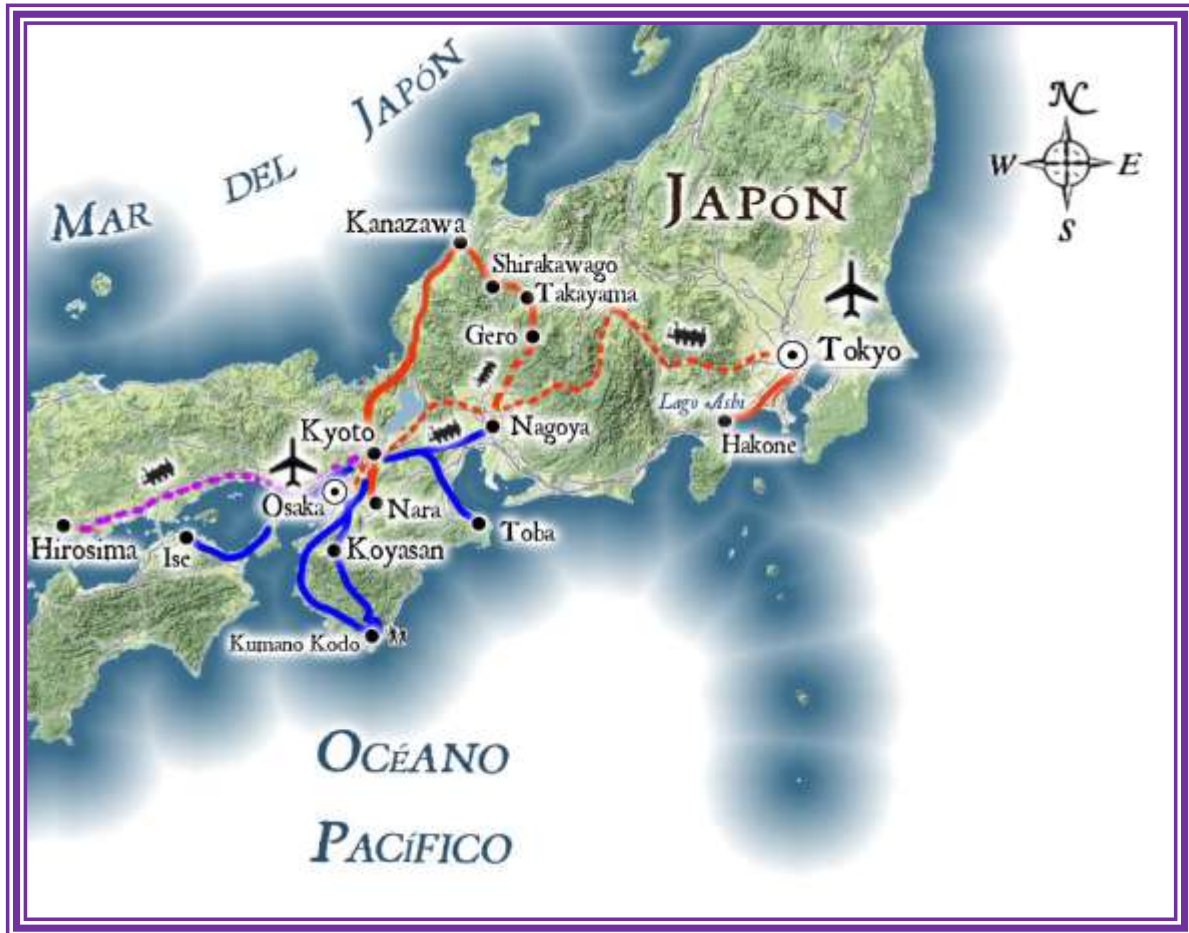 MAR DEL JAPÓN
N
W E
S
JAPÓN
Kanazawa
Shirakawago
Takayama
Gero
Tokyo
Lago Ashi
Hakone
Nagoya
Kyoto
Osaka
Nara
Toba
Hirosima
Ise
Koyasan
Kumano Kodo
OCÉANO
PACÍFICO